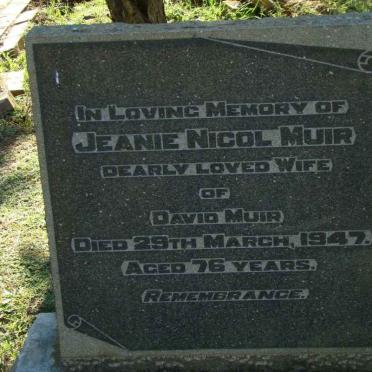 In Loving Memory of
Jeanie Nicol Muir
Dearly Loved Wife
of
David Muir
Died 29th March, 1947.
Aged 76 Years.
Remembrance.